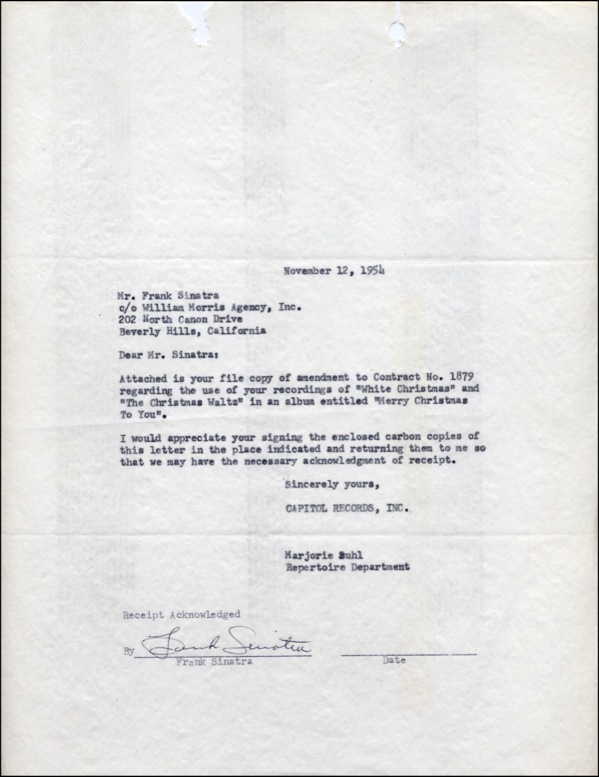 November 12, 1954
Mr. Frank Sinatra
c/o William Morris Agency, Inc.
202 North Canon Drive
Beverly Hills, California
Dear Mr. Sinatra:
Attached is your file copy of amendment to Contract No. 1879
regarding the use of your recordings of "White Christmas" and
"The Christmas Waltz" in an album entitled "Merry Christmas
To You".
I would appreciate your signing the enclosed carbon copies of
this letter in the place indicated and returning them to me so
that we may have the necessary acknowledgment of receipt.
Sincerely yours,
CAPITOL RECORDS, INC.
Marjorie Buhl
Repertoire Department
Receipt Acknowledged
By Frank Sinatra
Frank Sinatra
Date